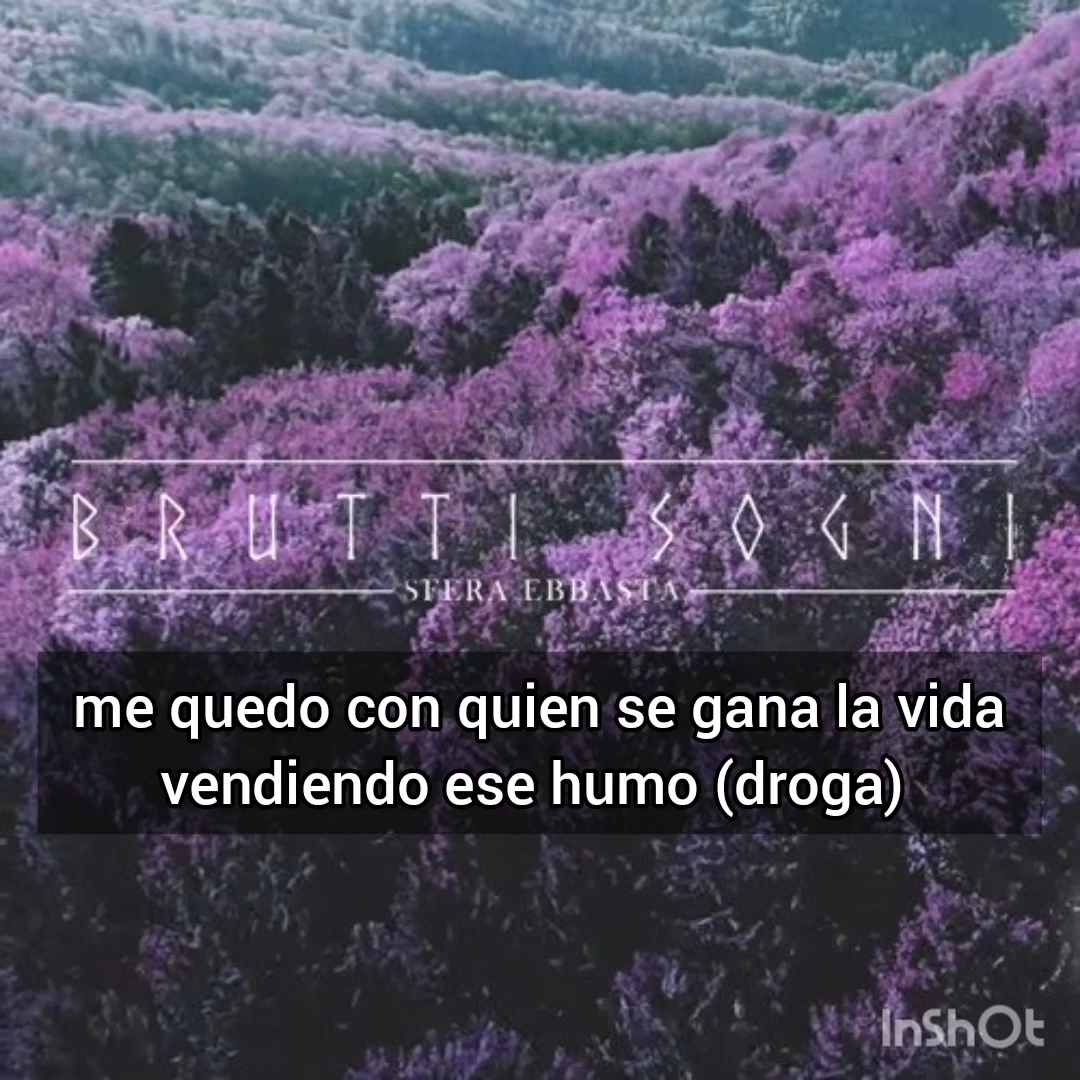 BRUTTI SOGNI
SFERA EBBASTA
me quedo con quien se gana la vida
vendiendo ese humo (droga)
InShOt